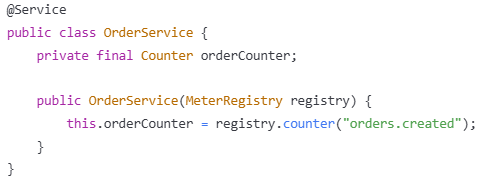 @Service
public class OrderService {
    private final Counter orderCounter;

    public OrderService(MeterRegistry registry) {
        this.orderCounter = registry.counter("orders.created");
    }
}